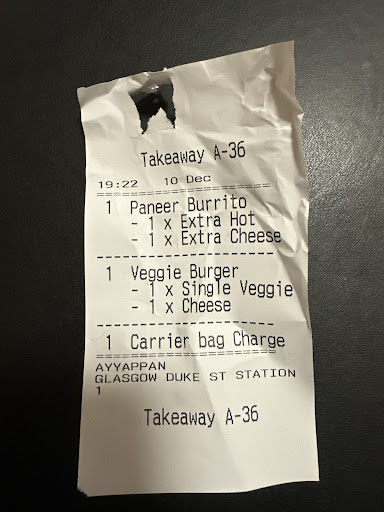 Takeaway A-36
19:22 10 Dec
1 Paneer Burrito
- 1 x Extra Hot
- 1 x Extra Cheese
1 Veggie Burger
- 1 x Single Veggie
- 1 x Cheese
1 Carrier bag Charge
AYYAPPAN
GLASGOW DUKE ST STATION
1
Takeaway A-36